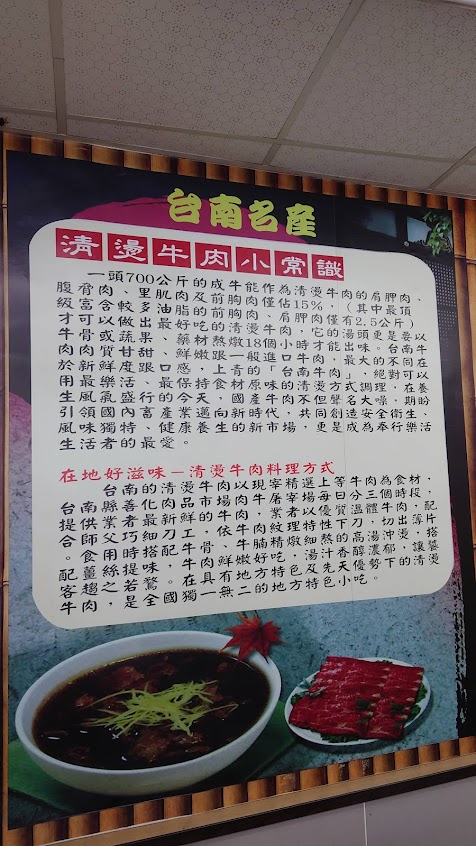 台南名產
清燙牛肉小常識
一頭700公斤的成牛能作為清燙牛肉的肩胛肉、
腹脅肉、里肌肉及前胸肉僅佔15%，（其中最頂
級富含較多油脂的前胸肉、肩胛肉僅有2.5公斤）
才可以做出最好吃的清燙牛肉，它的湯頭更是要以
牛骨或蔬果、藥材熬燉18個小時才能出味。台南牛
肉肉質甘甜、鮮嫩跟一般進口牛肉，最大的不同在
於新鮮度跟口感，上青的「台南牛肉」，絕對可以
用最樂活、最保持食材原味的清燙方式調理，在養
生風氣盛行的今天，國產牛肉不但聲名大噪，期盼
引領國內畜產業邁向新時代，共同創造安全衛生、
風味獨特、健康養生的新市場，更是成為奉行樂活
生活者的最愛。
在地好滋味－清燙牛肉料理方式
台南的清燙牛肉以現宰精選上等牛肉為食材，
台南縣善化肉品市場肉牛屠宰場每日分三個時段，
提供業者最新鮮的牛肉，業者以優質溫體牛肉，配
合師父巧細刀工，依牛肉紋理特性下刀，切出薄片
。食用時搭配牛骨、牛腩精燉細熬的高湯沖燙，搭
配薑絲提味，牛肉鮮嫩好吃，湯汁香醇濃郁，讓饕
客趨之若鶩。在具有地方特色及先天優勢下的清燙
牛肉，是全國獨一無二的地方特色小吃。